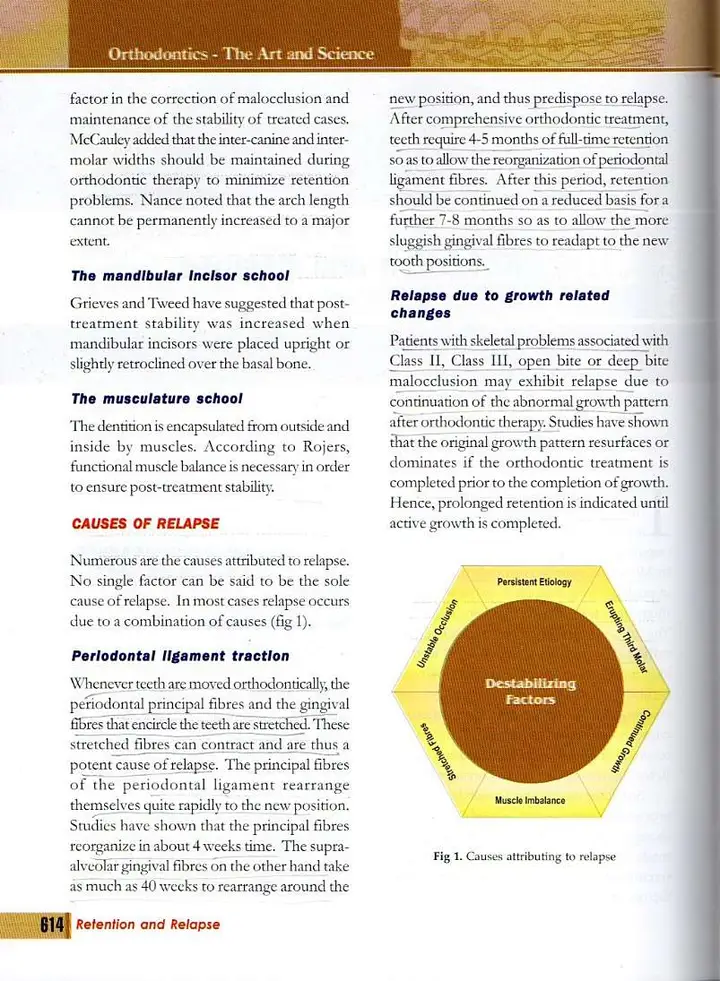 Orthodontics - The Art and Science
factor in the correction of malocclusion and
maintenance of the stability of treated cases.
McCauley added that the inter-canine and inter-
molar widths should be maintained during
orthodontic therapy to minimize retention
problems. Nance noted that the arch length
cannot be permanently increased to a major
extent.
The mandibular incisor school
Grieves and Tweed have suggested that post-
treatment stability was increased when
mandibular incisors were placed upright or
slightly retroclined over the basal bone.
The musculature school
The dentition is encapsulated from outside and
inside by muscles. According to Rojers,
functional muscle balance is necessary in order
to ensure post-treatment stability.
CAUSES OF RELAPSE
Numerous are the causes attributed to relapse.
No single factor can be said to be the sole
cause of relapse. In most cases relapse occurs
due to a combination of causes (fig 1).
Periodontal ligament traction
Whenever teeth are moved orthodontically, the
periodontal principal fibres and the gingival
fibres that encircle the teeth are stretched. These
stretched fibres can contract and are thus a
potent cause of relapse. The principal fibres
of the periodontal ligament rearrange
themselves quite rapidly to the new position.
Studies have shown that the principal fibres
reorganize in about 4 weeks time. The supra-
alveolar gingival fibres on the other hand take
as much as 40 weeks to rearrange around the
new position, and thus predispose to relapse.
After comprehensive orthodontic treatment,
teeth require 4-5 months of full-time retention
so as to allow the reorganization of periodontal
ligament fibres. After this period, retention
should be continued on a reduced basis for a
further 7-8 months so as to allow the more
sluggish gingival fibres to readapt to the new
tooth positions.
Relapse due to growth related
changes
Patients with skeletal problems associated with
Class II, Class III, open bite or deep bite
malocclusion may exhibit relapse due to
continuation of the abnormal growth pattern
after orthodontic therapy. Studies have shown
that the original growth pattern resurfaces or
dominates if the orthodontic treatment is
completed prior to the completion of growth.
Hence, prolonged retention is indicated until
active growth is completed.
Persistent Etiology
Unstable Occlusion
Erupting Third Molar
Destabilizing
Factors
Stretched Fibres
Continued Growth
Muscle Imbalance
Fig 1. Causes attributing to relapse
614 Retention and Relapse